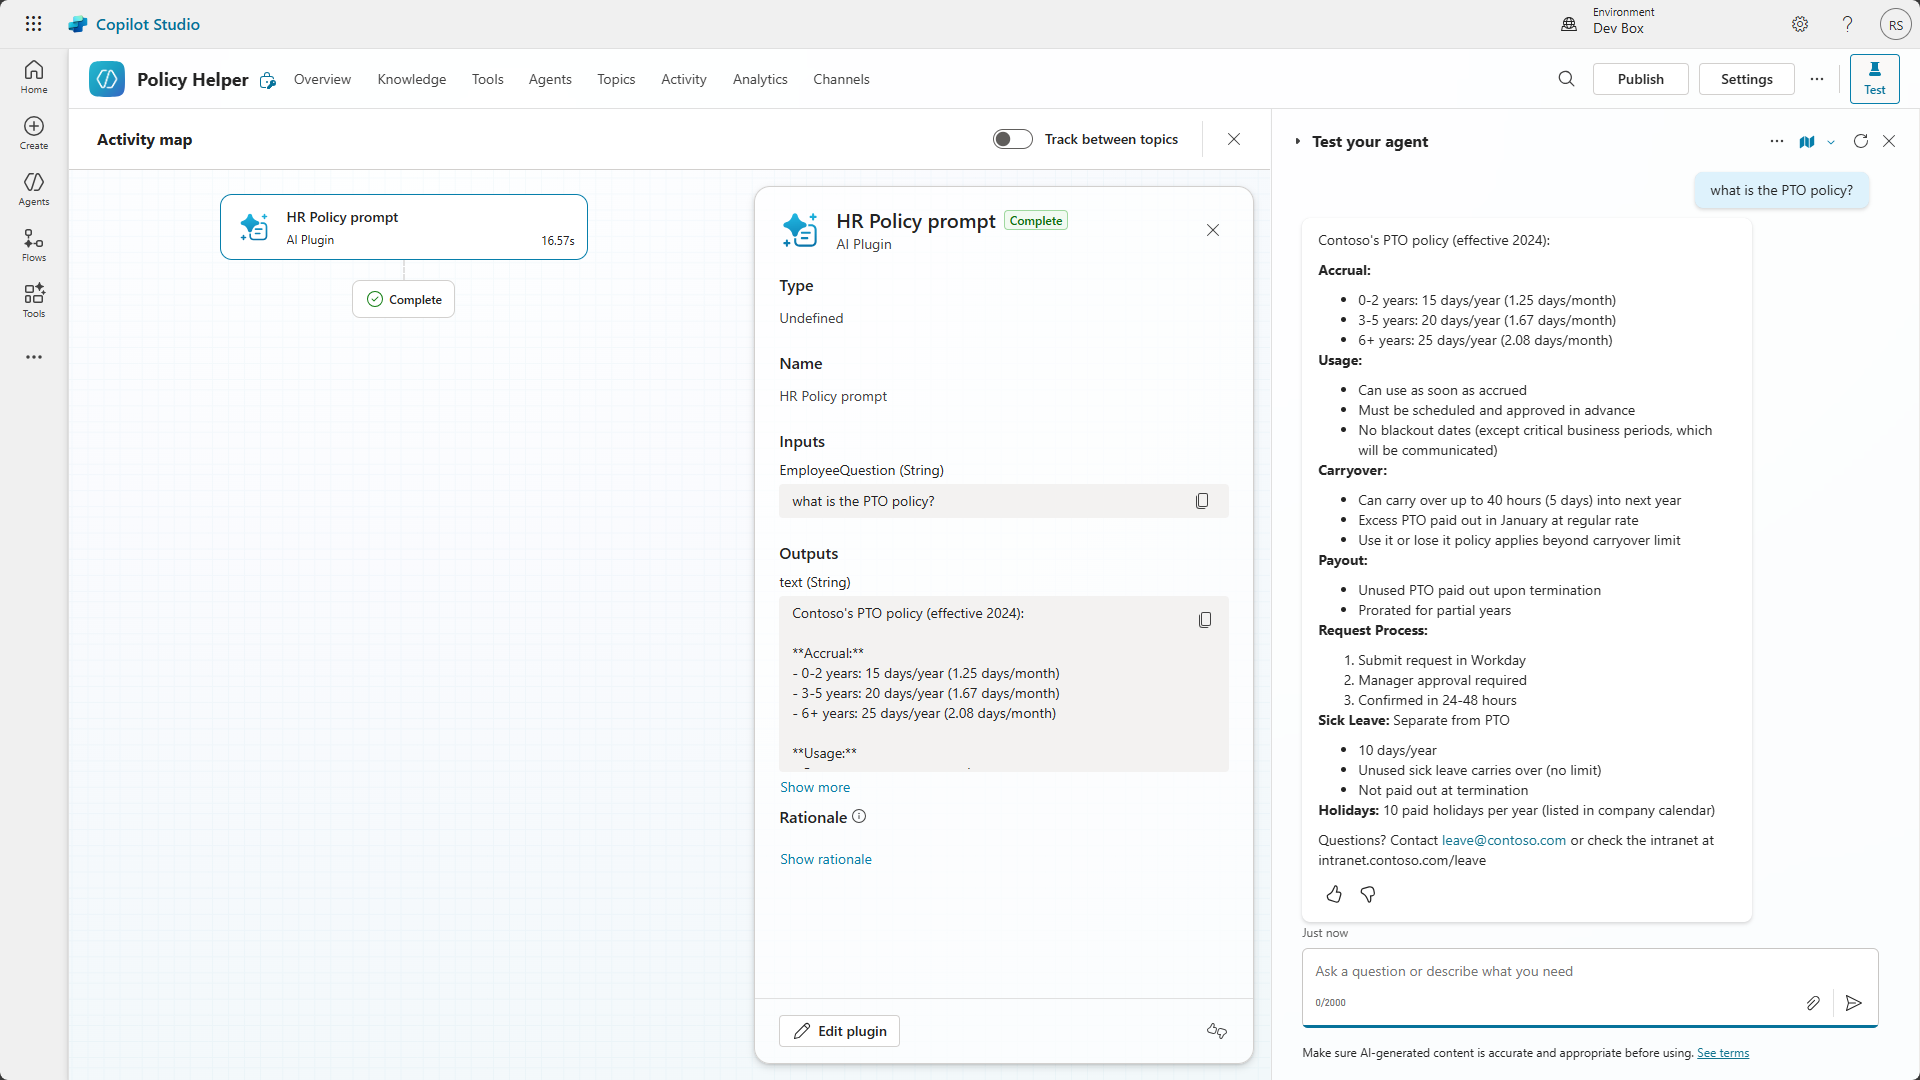 Copilot Studio
Environment
Dev Box
RS
Home
Create
Agents
Flows
Tools
Policy Helper
Overview
Knowledge
Tools
Agents
Topics
Activity
Analytics
Channels
Publish
Settings
Test
Activity map
Track between topics
HR Policy prompt
AI Plugin
16.57s
Complete
HR Policy prompt
Complete
AI Plugin
Type
Undefined
Name
HR Policy prompt
Inputs
EmployeeQuestion (String)
what is the PTO policy?
Outputs
text (String)
Contoso's PTO policy (effective 2024):
**Accrual:**
- 0-2 years: 15 days/year (1.25 days/month)
- 3-5 years: 20 days/year (1.67 days/month)
- 6+ years: 25 days/year (2.08 days/month)
**Usage:**
Show more
Rationale
Show rationale
Edit plugin
Test your agent
what is the PTO policy?
Contoso's PTO policy (effective 2024):
Accrual:
• 0-2 years: 15 days/year (1.25 days/month)
• 3-5 years: 20 days/year (1.67 days/month)
• 6+ years: 25 days/year (2.08 days/month)
Usage:
• Can use as soon as accrued
• Must be scheduled and approved in advance
• No blackout dates (except critical business periods, which
will be communicated)
Carryover:
• Can carry over up to 40 hours (5 days) into next year
• Excess PTO paid out in January at regular rate
• Use it or lose it policy applies beyond carryover limit
Payout:
• Unused PTO paid out upon termination
• Prorated for partial years
Request Process:
1. Submit request in Workday
2. Manager approval required
3. Confirmed in 24-48 hours
Sick Leave: Separate from PTO
• 10 days/year
• Unused sick leave carries over (no limit)
• Not paid out at termination
Holidays: 10 paid holidays per year (listed in company calendar)
Questions? Contact leave@contoso.com or check the intranet at
intranet.contoso.com/leave
Just now
Ask a question or describe what you need
0/2000
Make sure AI-generated content is accurate and appropriate before using. See terms